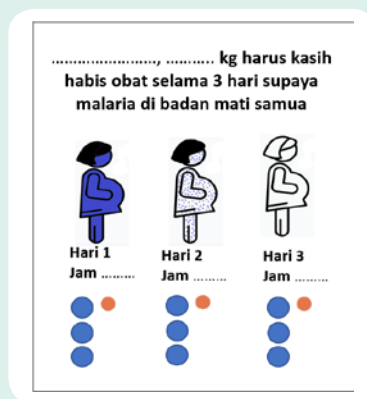 ........................, ........... kg harus kasih
habis obat selama 3 hari supaya
malaria di badan mati samua
Hari 1
Jam .........
Hari 2
Jam .........
Hari 3
Jam .........